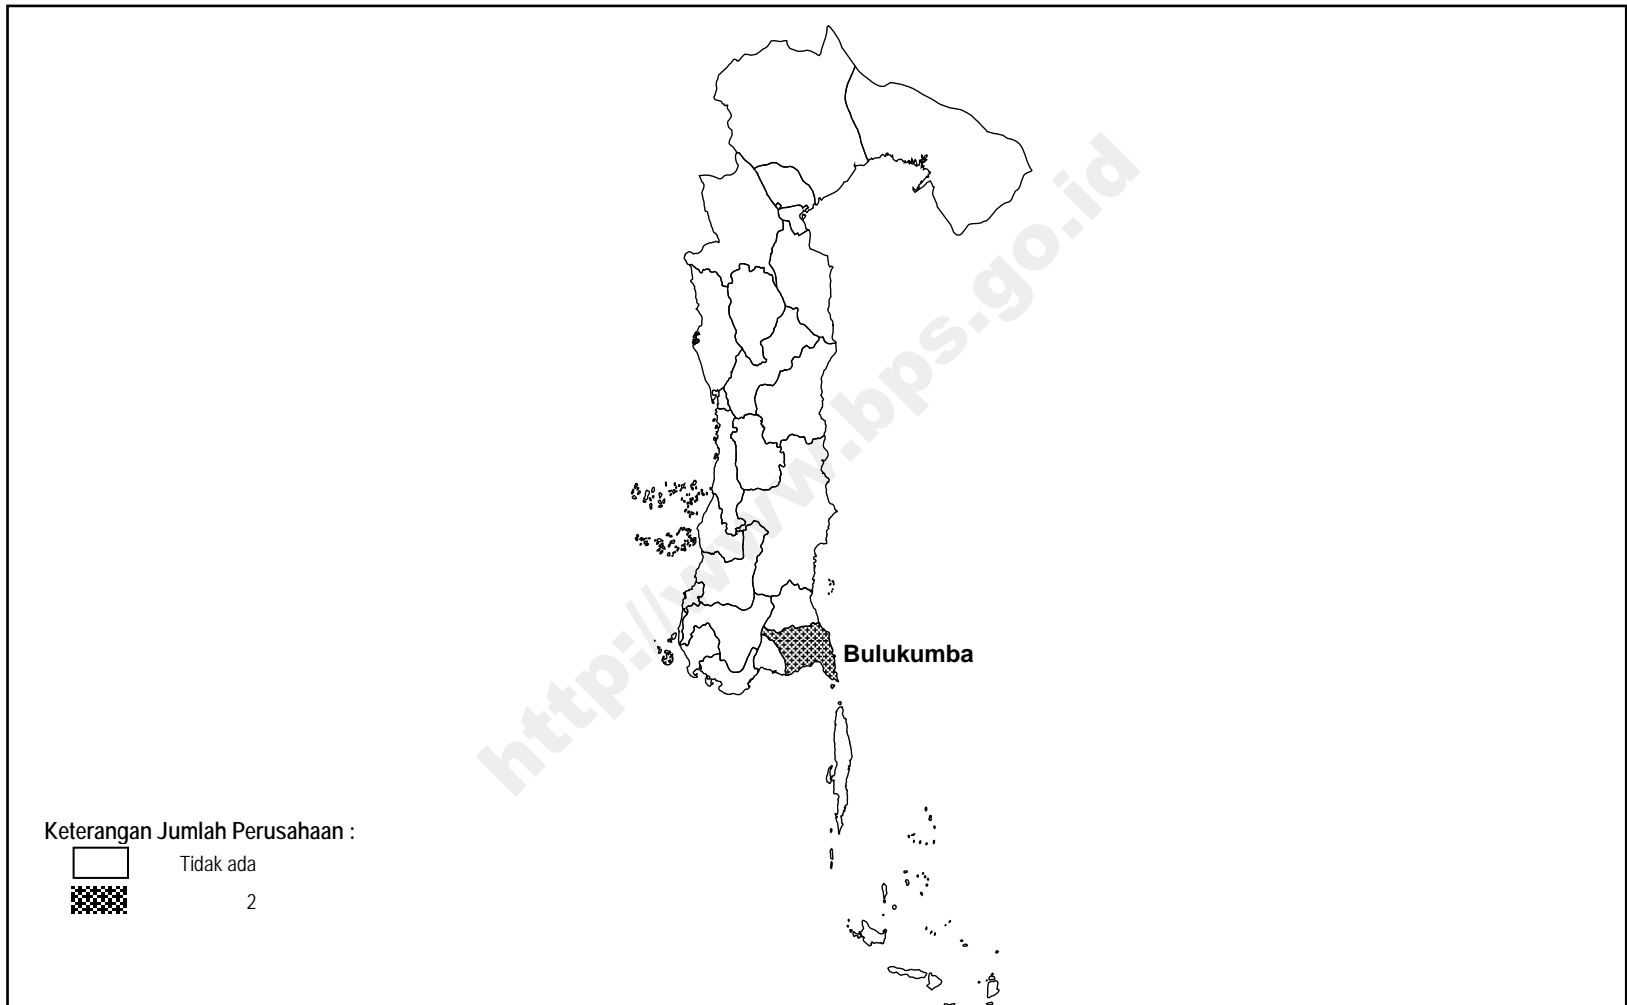 http://www.bps.go.id
Bulukumba
Keterangan Jumlah Perusahaan :
Tidak ada
2